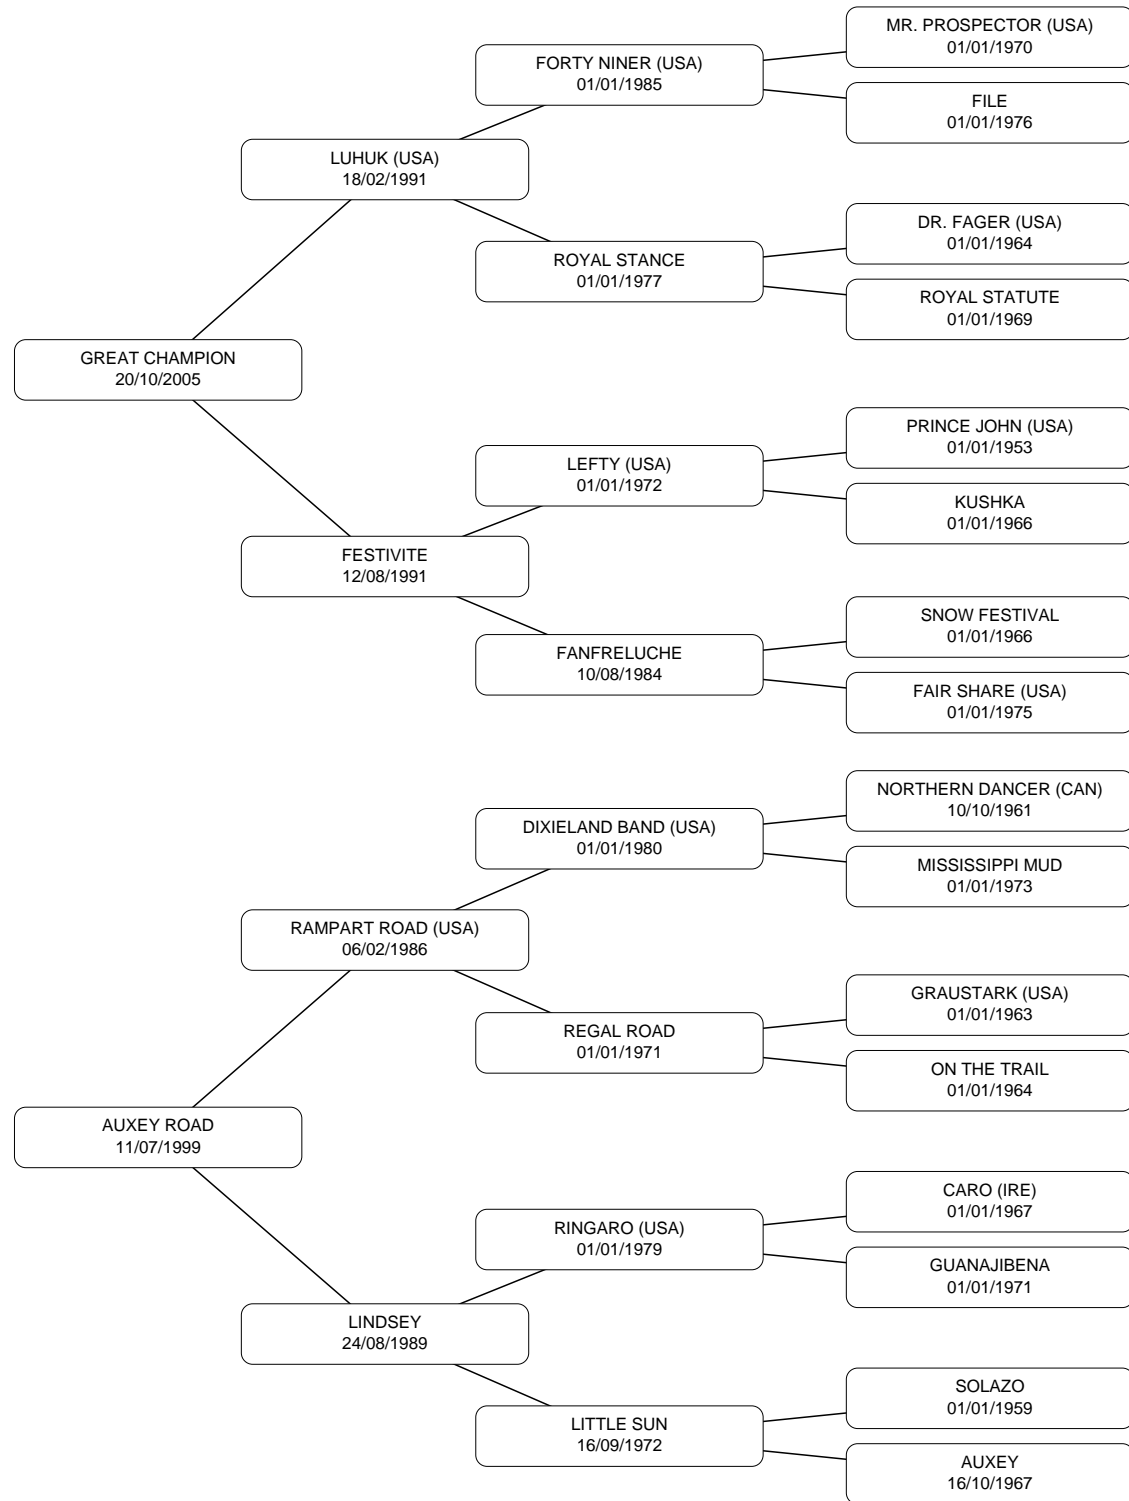 MR. PROSPECTOR (USA)
01/01/1970
FORTY NINER (USA)
01/01/1985
FILE
01/01/1976
LUHUK (USA)
18/02/1991
DR. FAGER (USA)
01/01/1964
ROYAL STANCE
01/01/1977
ROYAL STATUTE
01/01/1969
GREAT CHAMPION
20/10/2005
PRINCE JOHN (USA)
01/01/1953
LEFTY (USA)
01/01/1972
KUSHKA
01/01/1966
FESTIVITE
12/08/1991
SNOW FESTIVAL
01/01/1966
FANFRELUCHE
10/08/1984
FAIR SHARE (USA)
01/01/1975
NORTHERN DANCER (CAN)
10/10/1961
DIXIELAND BAND (USA)
01/01/1980
MISSISSIPPI MUD
01/01/1973
RAMPART ROAD (USA)
06/02/1986
GRAUSTARK (USA)
01/01/1963
REGAL ROAD
01/01/1971
ON THE TRAIL
01/01/1964
AUXEY ROAD
11/07/1999
CARO (IRE)
01/01/1967
RINGARO (USA)
01/01/1979
GUANAJIBENA
01/01/1971
LINDSEY
24/08/1989
SOLAZO
01/01/1959
LITTLE SUN
16/09/1972
AUXEY
16/10/1967